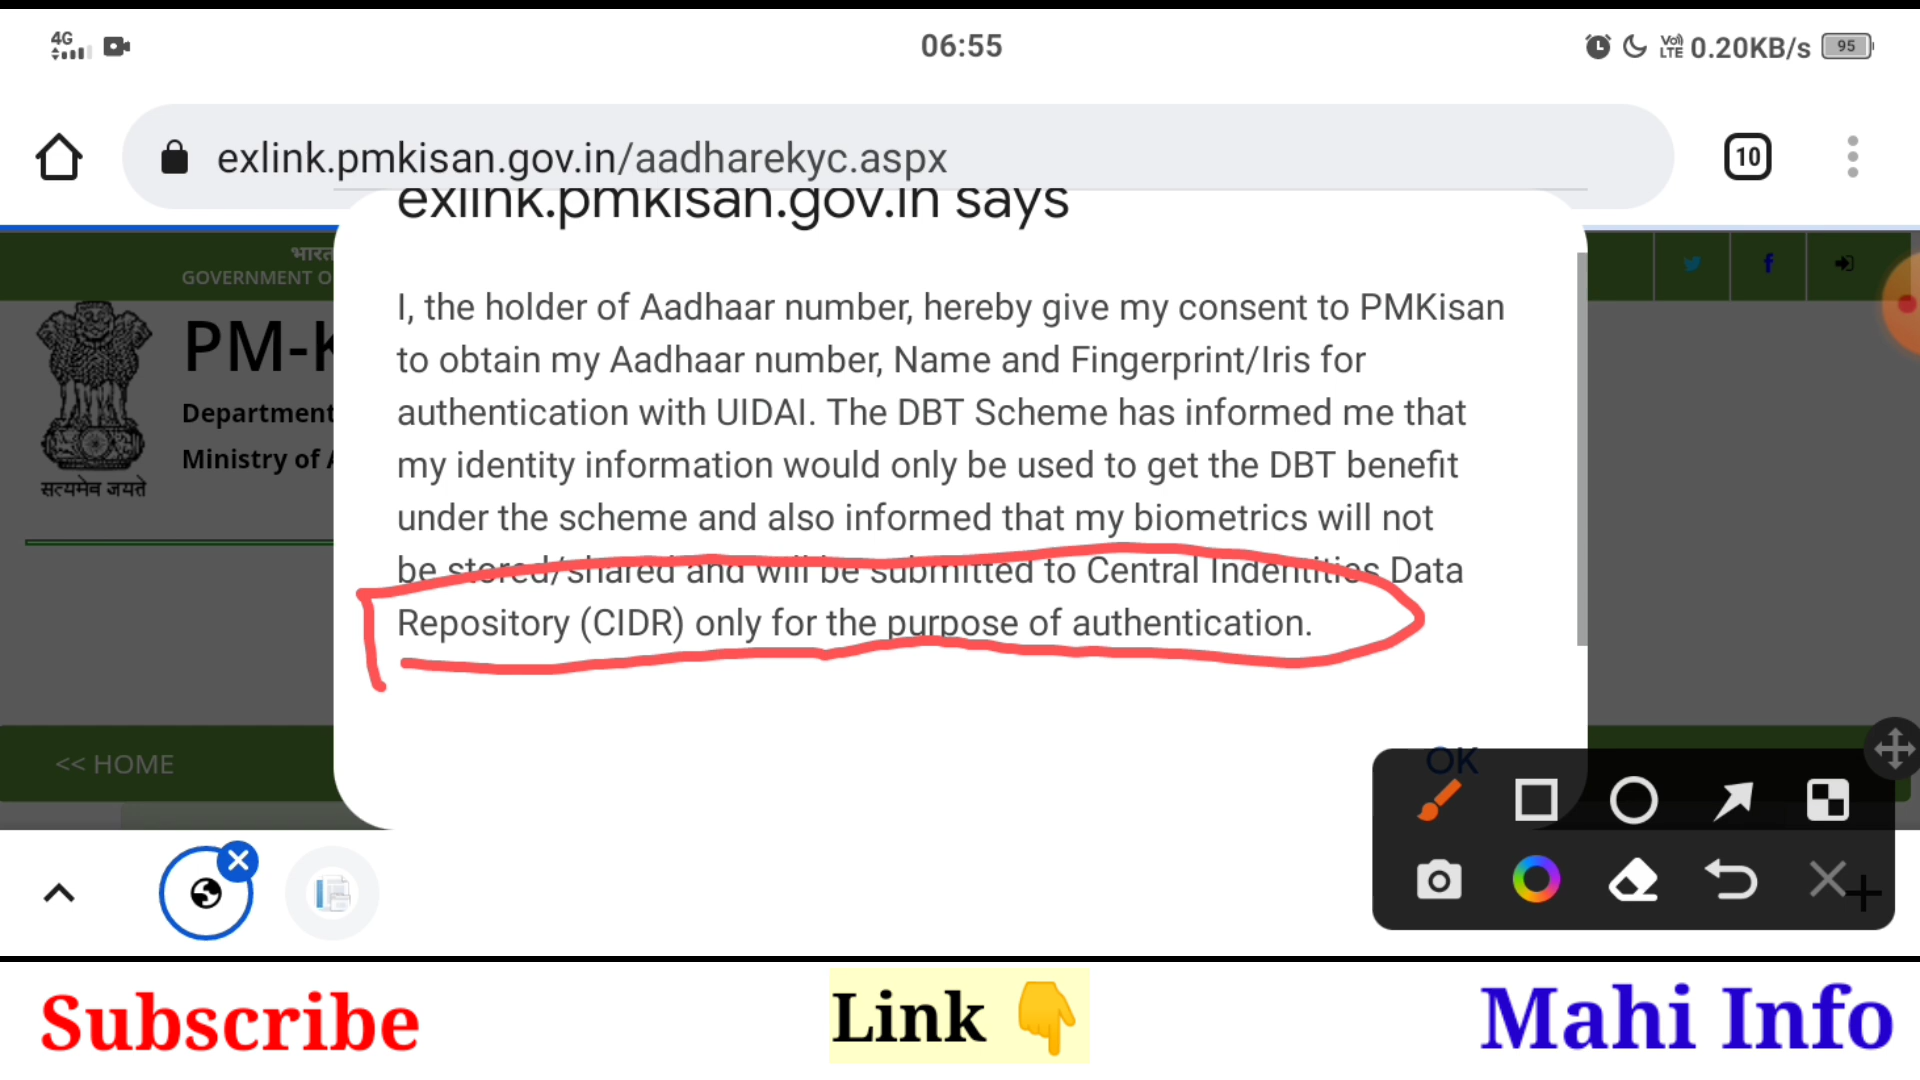 4G
06:55
Vo)) LTE 0.20KB/s 95
exlink.pmkisan.gov.in/aadharekyc.aspx
10
exlink.pmkisan.gov.in says
GOVERNMENT O
PM-K
Department
Ministry of A
सत्यमेव जयते
I, the holder of Aadhaar number, hereby give my consent to PMKisan
to obtain my Aadhaar number, Name and Fingerprint/Iris for
authentication with UIDAI. The DBT Scheme has informed me that
my identity information would only be used to get the DBT benefit
under the scheme and also informed that my biometrics will not
be stored/shared and will be submitted to Central Indentities Data
Repository (CIDR) only for the purpose of authentication.
OK
<< HOME
Subscribe
Link 👇
Mahi Info